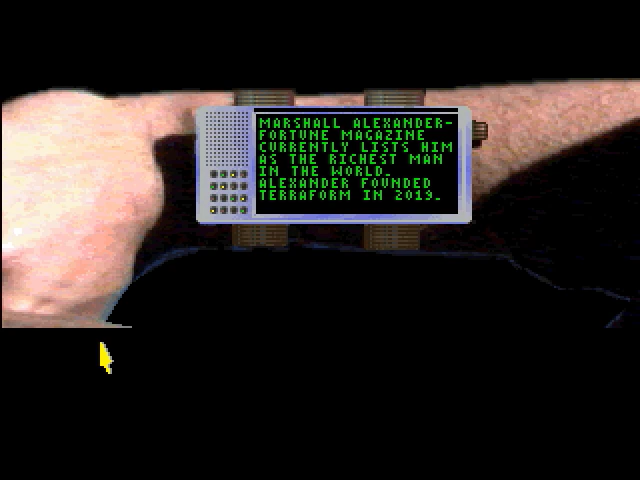 MARSHALL ALEXANDER-
FORTUNE MAGAZINE
CURRENTLY LISTS HIM
AS THE RICHEST MAN
IN THE WORLD.
ALEXANDER FOUNDED
TERRAFORM IN 2019.